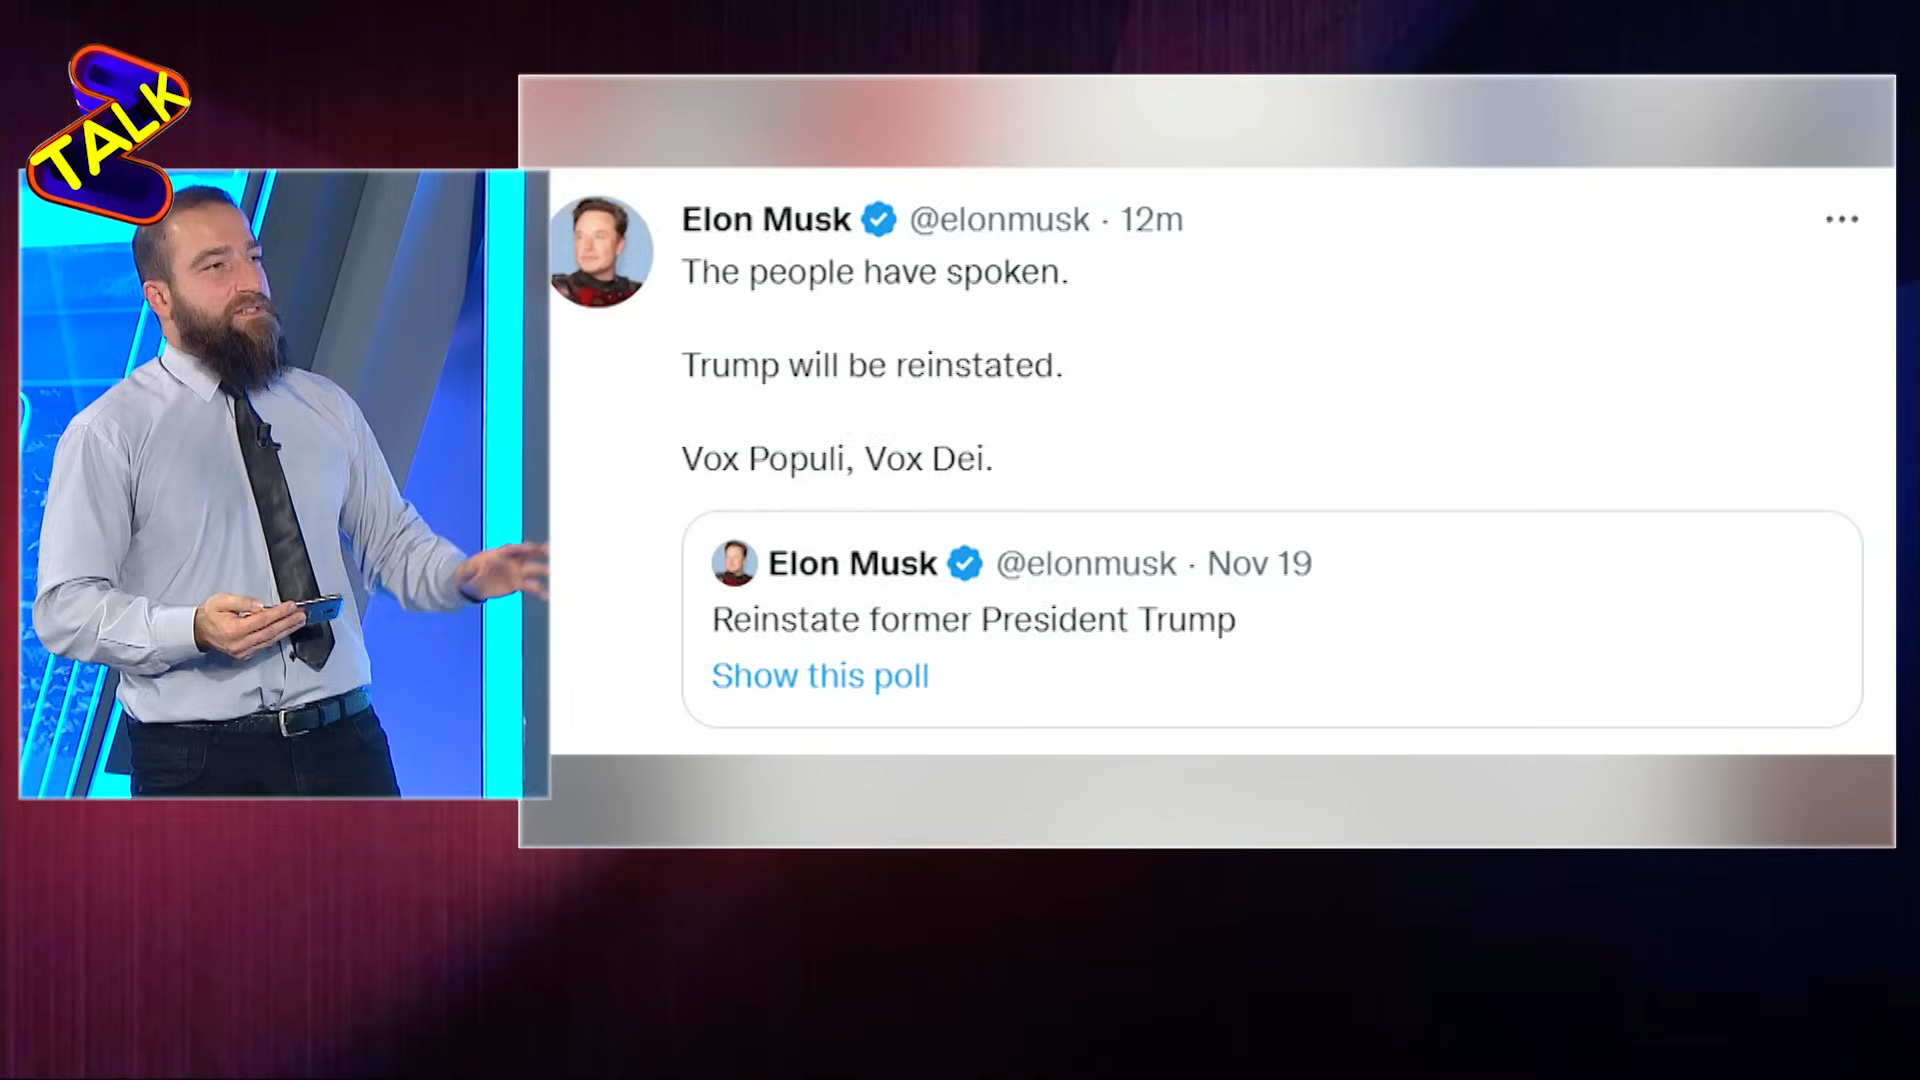 TALK
Elon Musk @elonmusk · 12m
The people have spoken.
Trump will be reinstated.
Vox Populi, Vox Dei.
Elon Musk @elonmusk · Nov 19
Reinstate former President Trump
Show this poll